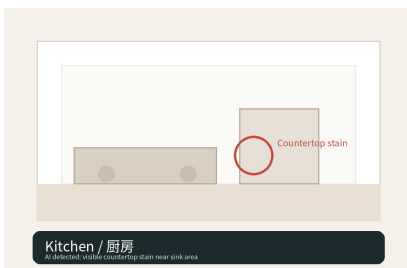 Countertop stain
Kitchen / 厨房
AI detected: visible countertop stain near sink area